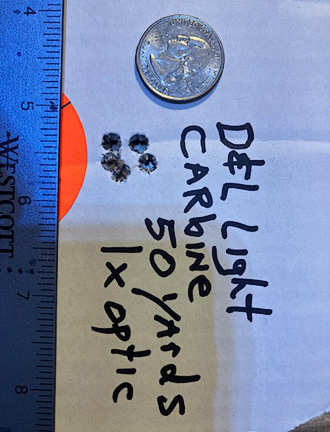 D&L Light
CARbine
50 yards
1x optic
4
5
6
7
8
WESTCOTT